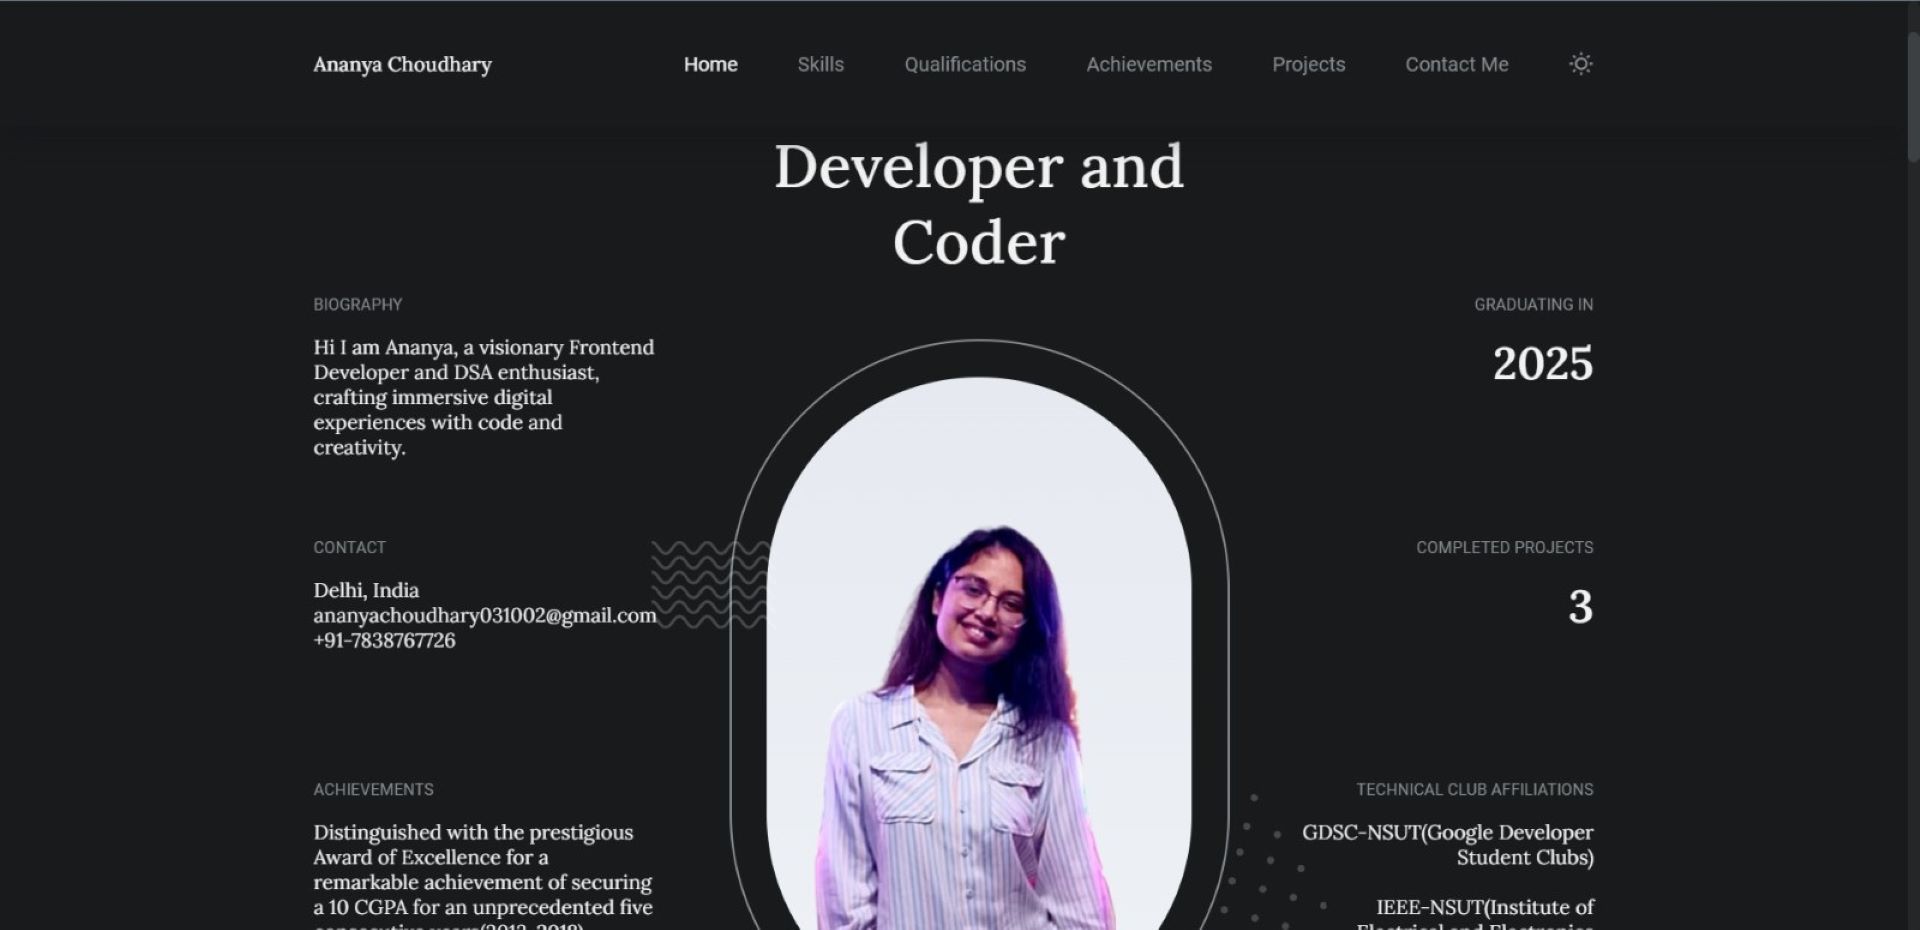 Ananya Choudhary
Home
Skills
Qualifications
Achievements
Projects
Contact Me
Developer and
Coder
BIOGRAPHY
Hi I am Ananya, a visionary Frontend
Developer and DSA enthusiast,
crafting immersive digital
experiences with code and
creativity.
CONTACT
Delhi, India
ananyachoudhary031002@gmail.com
+91-7838767726
ACHIEVEMENTS
Distinguished with the prestigious
Award of Excellence for a
remarkable achievement of securing
a 10 CGPA for an unprecedented five
GRADUATING IN
2025
COMPLETED PROJECTS
3
TECHNICAL CLUB AFFILIATIONS
GDSC-NSUT(Google Developer
Student Clubs)
IEEE-NSUT(Institute of
Electrical and Electronics